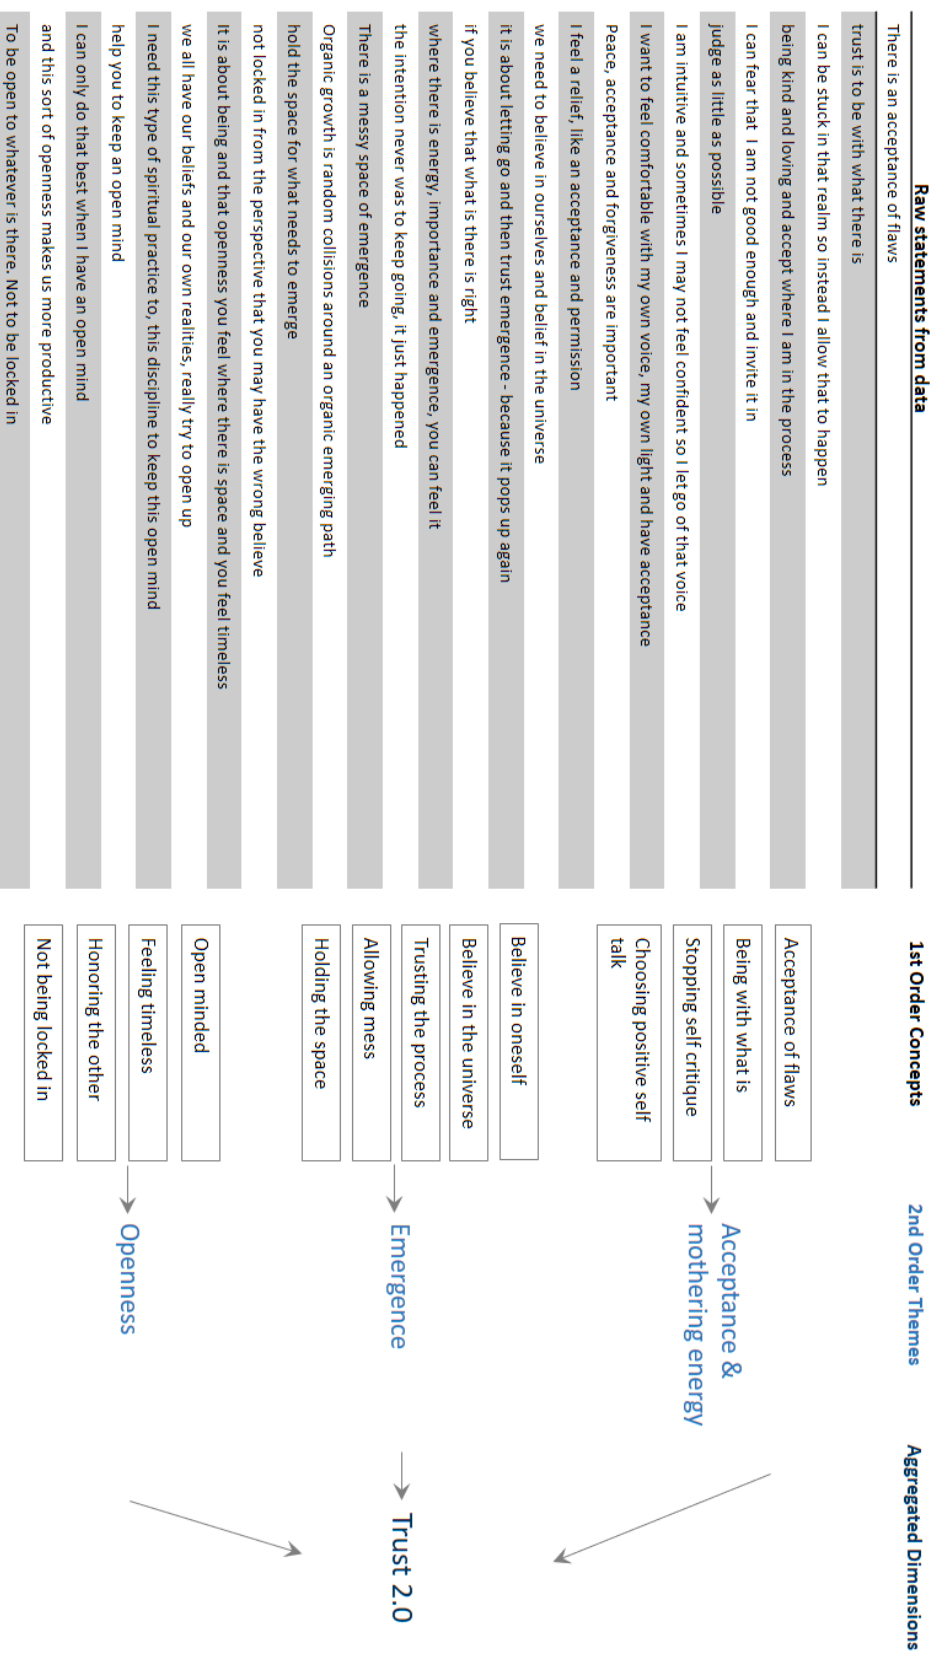 Raw statements from data
There is an acceptance of flaws
trust is to be with what there is
I can be stuck in that realm so instead I allow that to happen
being kind and loving and accept where I am in the process
I can fear that I am not good enough and invite it in
judge as little as possible
I am intuitive and sometimes I may not feel confident so I let go of that voice
I want to feel comfortable with my own voice, my own light and have acceptance
Peace, acceptance and forgiveness are important
I feel a relief, like an acceptance and permission
we need to believe in ourselves and belief in the universe
it is about letting go and then trust emergence - because it pops up again
if you believe that what is there is right
where there is energy, importance and emergence, you can feel it
the intention never was to keep going, it just happened
There is a messy space of emergence
Organic growth is random collisions around an organic emerging path
hold the space for what needs to emerge
not locked in from the perspective that you may have the wrong believe
It is about being and that openness you feel where there is space and you feel timeless
we all have our beliefs and our own realities, really try to open up
I need this type of spiritual practice to, this discipline to keep this open mind
help you to keep an open mind
I can only do that best when I have an open mind
and this sort of openness makes us more productive
To be open to whatever is there. Not to be locked in
1st Order Concepts
Acceptance of flaws
Being with what is
Stopping self critique
Choosing positive self
talk
Believe in oneself
Believe in the universe
Trusting the process
Allowing mess
Holding the space
Open minded
Feeling timeless
Honoring the other
Not being locked in
2nd Order Themes
Acceptance &
mothering energy
Emergence
Openness
Aggregated Dimensions
Trust 2.0